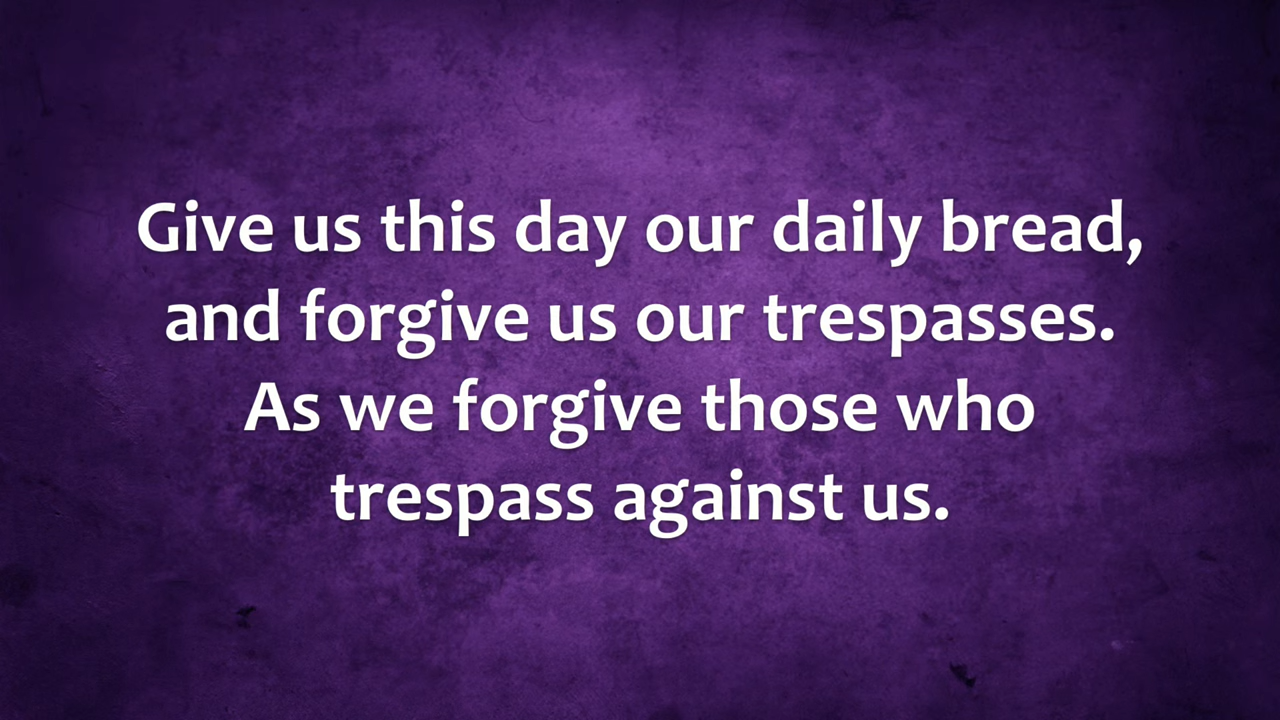 Give us this day our daily bread,
and forgive us our trespasses.
As we forgive those who
trespass against us.